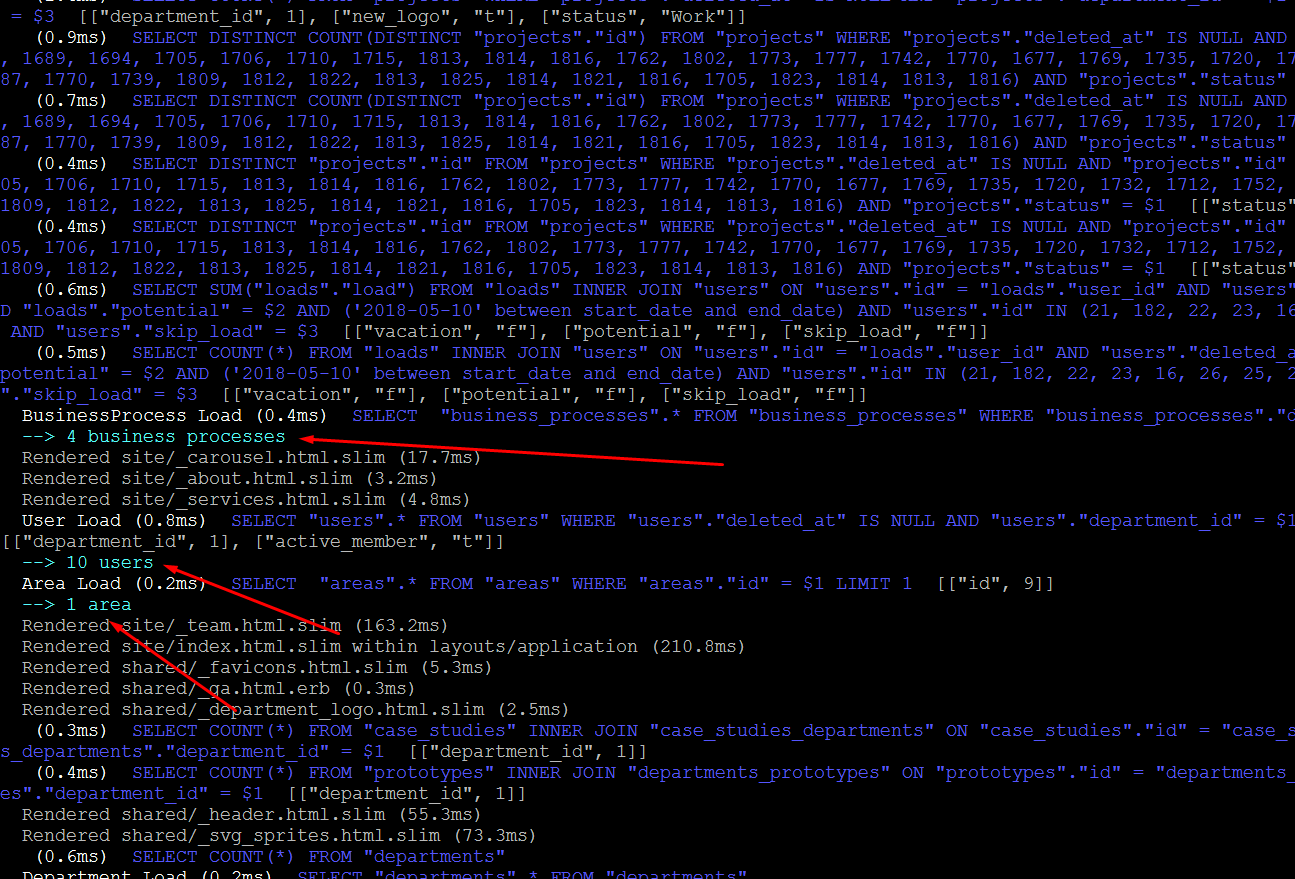 = $3  [["department_id", 1], ["new_logo", "t"], ["status", "Work"]]
(0.9ms)  SELECT DISTINCT COUNT(DISTINCT "projects"."id") FROM "projects" WHERE "projects"."deleted_at" IS NULL AND
, 1689, 1694, 1705, 1706, 1710, 1715, 1813, 1814, 1816, 1762, 1802, 1773, 1777, 1742, 1770, 1677, 1769, 1735, 1720, 17
87, 1770, 1739, 1809, 1812, 1822, 1813, 1825, 1814, 1821, 1816, 1705, 1823, 1814, 1813, 1816) AND "projects"."status"
(0.7ms)  SELECT DISTINCT COUNT(DISTINCT "projects"."id") FROM "projects" WHERE "projects"."deleted_at" IS NULL AND
, 1689, 1694, 1705, 1706, 1710, 1715, 1813, 1814, 1816, 1762, 1802, 1773, 1777, 1742, 1770, 1677, 1769, 1735, 1720, 17
87, 1770, 1739, 1809, 1812, 1822, 1813, 1825, 1814, 1821, 1816, 1705, 1823, 1814, 1813, 1816) AND "projects"."status"
(0.4ms)  SELECT DISTINCT "projects"."id" FROM "projects" WHERE "projects"."deleted_at" IS NULL AND "projects"."id"
05, 1706, 1710, 1715, 1813, 1814, 1816, 1762, 1802, 1773, 1777, 1742, 1770, 1677, 1769, 1735, 1720, 1732, 1712, 1752,
1809, 1812, 1822, 1813, 1825, 1814, 1821, 1816, 1705, 1823, 1814, 1813, 1816) AND "projects"."status" = $1  [["status"
(0.4ms)  SELECT DISTINCT "projects"."id" FROM "projects" WHERE "projects"."deleted_at" IS NULL AND "projects"."id"
05, 1706, 1710, 1715, 1813, 1814, 1816, 1762, 1802, 1773, 1777, 1742, 1770, 1677, 1769, 1735, 1720, 1732, 1712, 1752,
1809, 1812, 1822, 1813, 1825, 1814, 1821, 1816, 1705, 1823, 1814, 1813, 1816) AND "projects"."status" = $1  [["status"
(0.6ms)  SELECT SUM("loads"."load") FROM "loads" INNER JOIN "users" ON "users"."id" = "loads"."user_id" AND "users"
D "loads"."potential" = $2 AND ('2018-05-10' between start_date and end_date) AND "users"."id" IN (21, 182, 22, 23, 16
AND "users"."skip_load" = $3  [["vacation", "f"], ["potential", "f"], ["skip_load", "f"]]
(0.5ms)  SELECT COUNT(*) FROM "loads" INNER JOIN "users" ON "users"."id" = "loads"."user_id" AND "users"."deleted_a
potential" = $2 AND ('2018-05-10' between start_date and end_date) AND "users"."id" IN (21, 182, 22, 23, 16, 26, 25, 2
"."skip_load" = $3  [["vacation", "f"], ["potential", "f"], ["skip_load", "f"]]
BusinessProcess Load (0.4ms)  SELECT  "business_processes".* FROM "business_processes" WHERE "business_processes"."d
--> 4 business processes
Rendered site/_carousel.html.slim (17.7ms)
Rendered site/_about.html.slim (3.2ms)
Rendered site/_services.html.slim (4.8ms)
User Load (0.8ms)  SELECT "users".* FROM "users" WHERE "users"."deleted_at" IS NULL AND "users"."department_id" = $1
[["department_id", 1], ["active_member", "t"]]
--> 10 users
Area Load (0.2ms)  SELECT  "areas".* FROM "areas" WHERE "areas"."id" = $1 LIMIT 1  [["id", 9]]
--> 1 area
Rendered site/_team.html.slim (163.2ms)
Rendered site/index.html.slim within layouts/application (210.8ms)
Rendered shared/_favicons.html.slim (5.3ms)
Rendered shared/_qa.html.erb (0.3ms)
Rendered shared/_department_logo.html.slim (2.5ms)
(0.3ms)  SELECT COUNT(*) FROM "case_studies" INNER JOIN "case_studies_departments" ON "case_studies"."id" = "case_s
s_departments"."department_id" = $1  [["department_id", 1]]
(0.4ms)  SELECT COUNT(*) FROM "prototypes" INNER JOIN "departments_prototypes" ON "prototypes"."id" = "departments_
es"."department_id" = $1  [["department_id", 1]]
Rendered shared/_header.html.slim (55.3ms)
Rendered shared/_svg_sprites.html.slim (73.3ms)
(0.6ms)  SELECT COUNT(*) FROM "departments"
Department Load (0.2ms)  SELECT "departments".* FROM "departments"